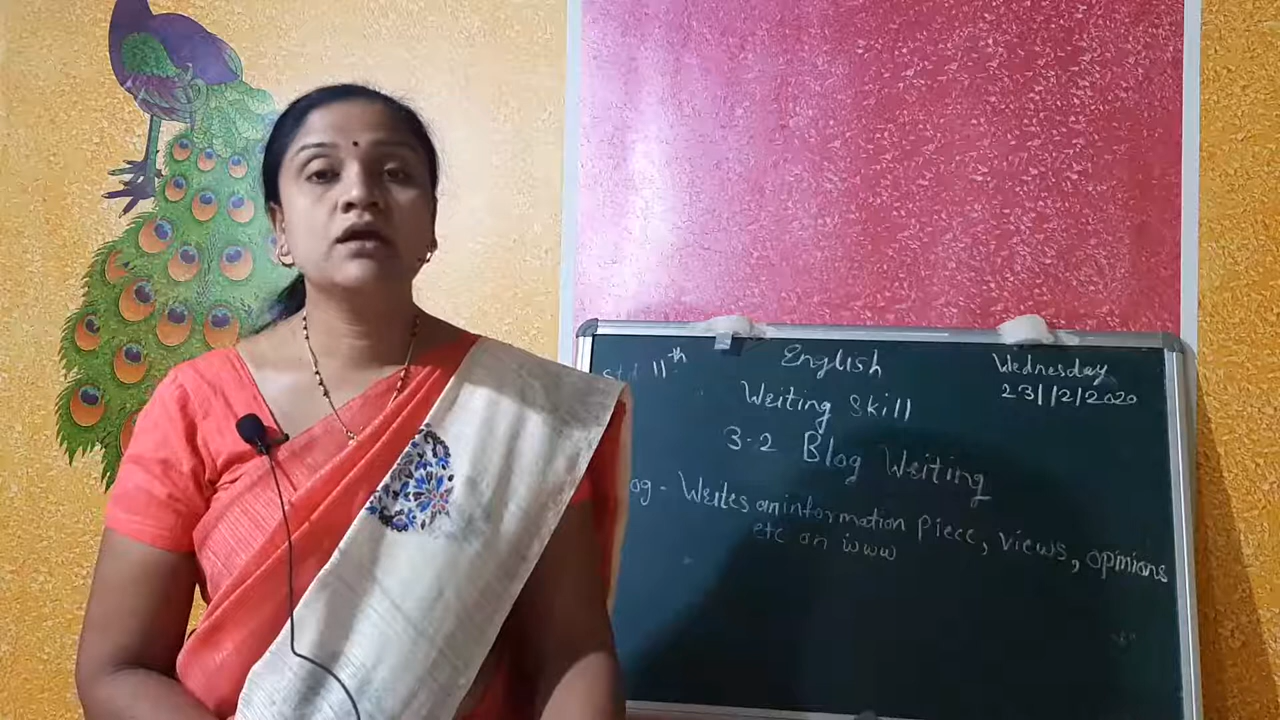 Std 11th
English
Wednesday
23/12/2020
Writing Skill
3-2 Blog Writing
og - Writes an information piece, views, opinions
etc on www